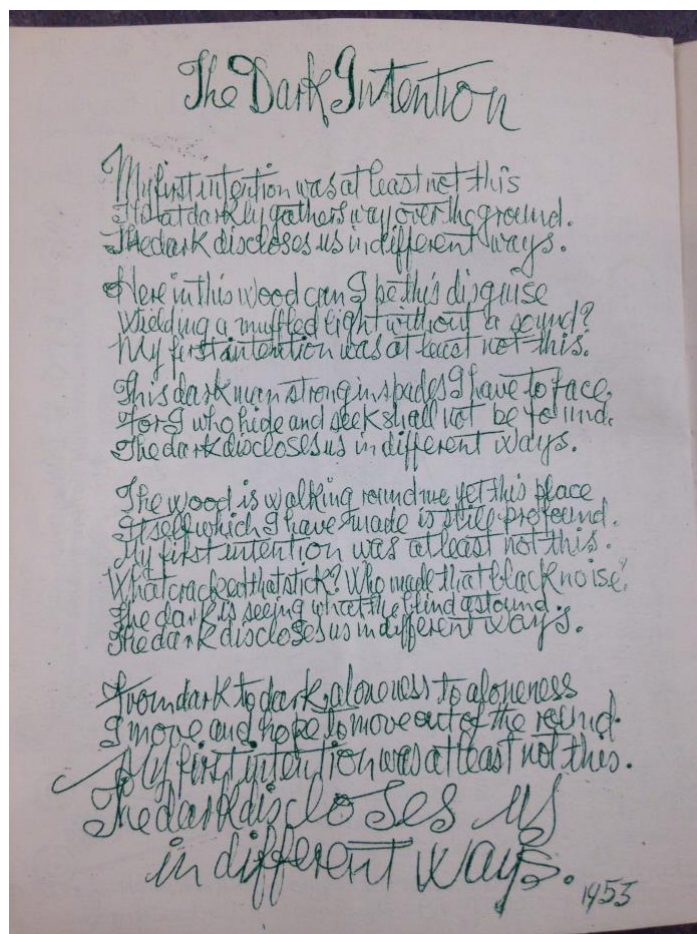 The Dark Intention
My first intention was at least not this
That darkly gathers way over the ground.
The dark discloses us in different ways.
Here in this wood can I be this disguise
Wielding a muffled light without a sound?
My first intention was at least not this.
This dark man strong in spades I have to face,
For I who hide and seek shall not be found.
The dark discloses us in different ways.
The wood is walking round me yet this place
Itself which I have made is still profound.
My first intention was at least not this.
What cracked that stick? Who made that black noise?
The dark is seeing what the blind astound.
The dark discloses us in different ways.
From dark to dark, aloneness to aloneness
I move and hope to move out of the round.
My first intention was at least not this.
The dark discloses us
in different ways.
1955